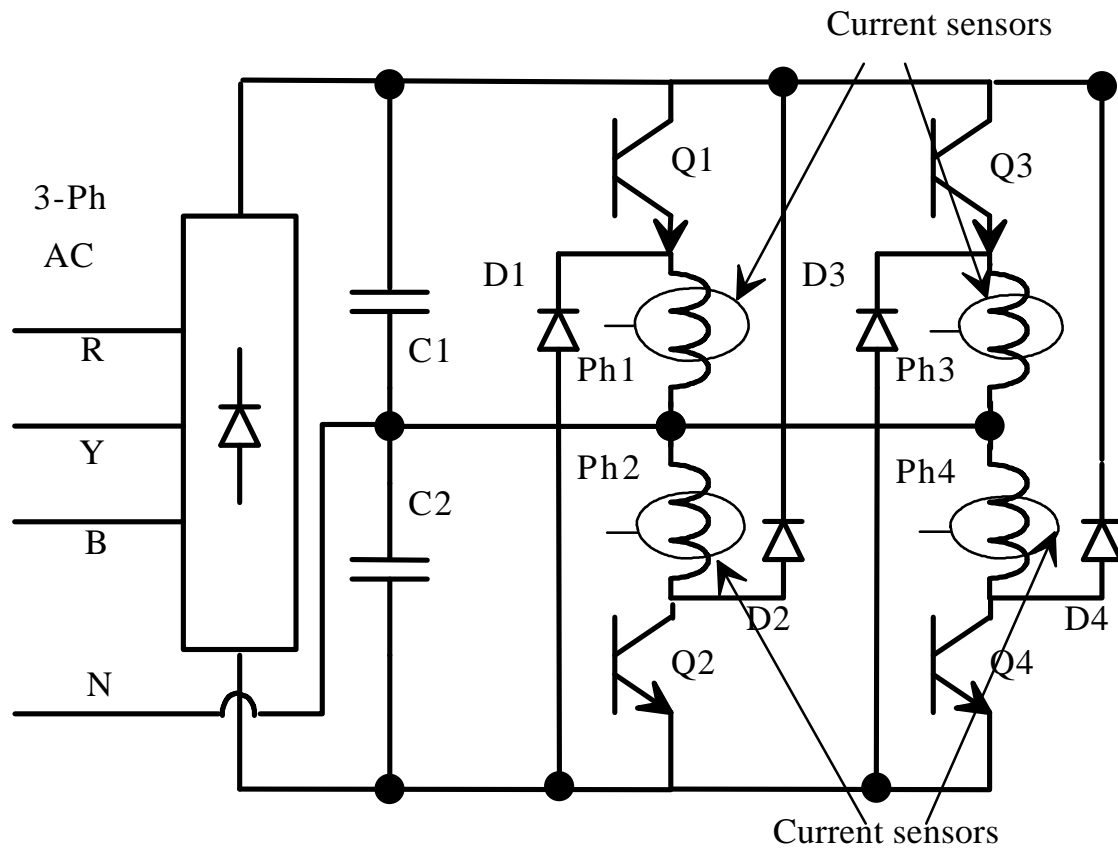 Current sensors
3-Ph
AC
Q1
Q3
D1
D3
R
C1
Ph1
Ph3
Y
Ph2
Ph4
C2
B
D2
D4
N
Q2
Q4
Current sensors